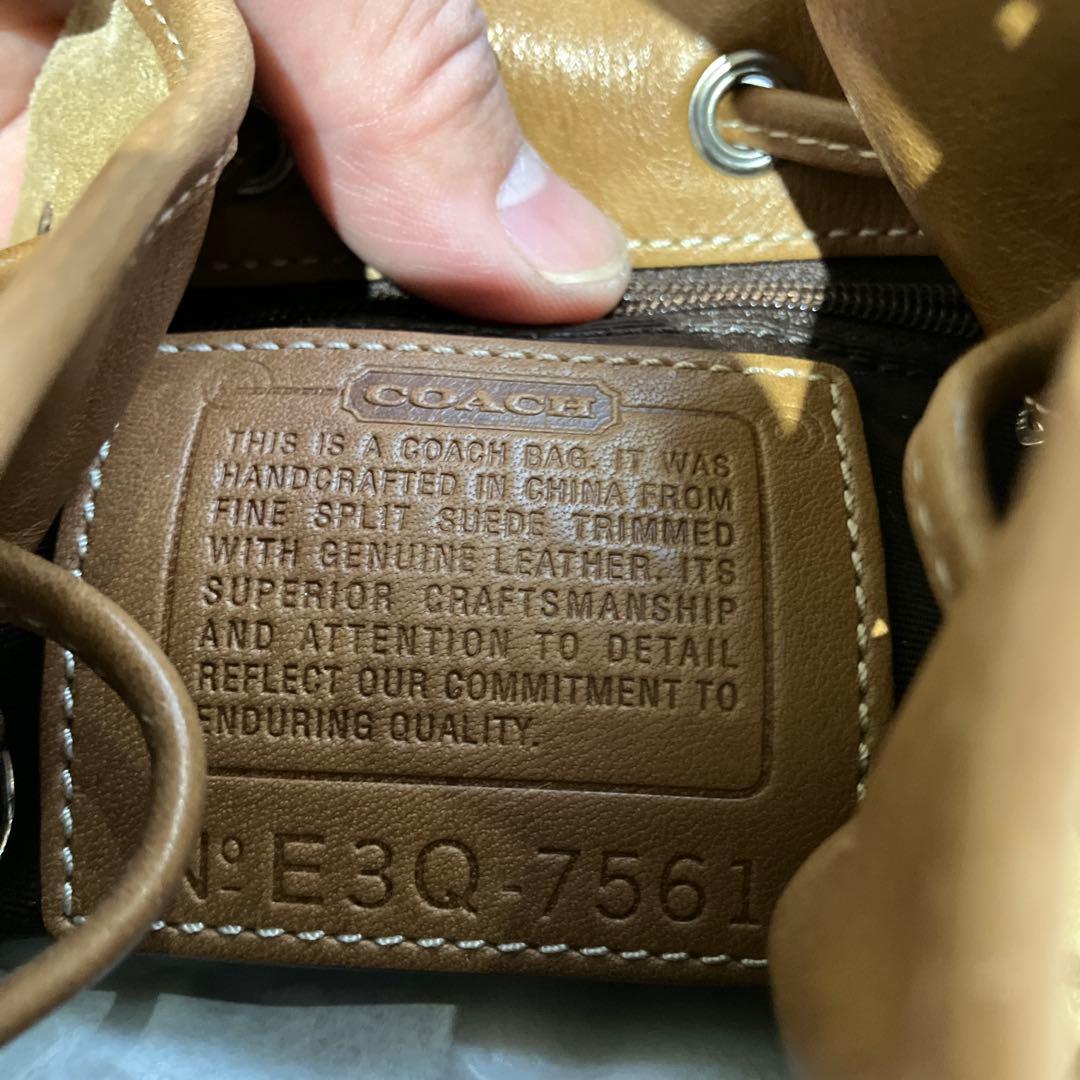 COACH
THIS IS A COACH BAG. IT WAS
HANDCRAFTED IN CHINA FROM
FINE SPLIT SUEDE TRIMMED
WITH GENUINE LEATHER. ITS
SUPERIOR CRAFTSMANSHIP
AND ATTENTION TO DETAIL
REFLECT OUR COMMITMENT TO
ENDURING QUALITY.
Nº E3Q-7561